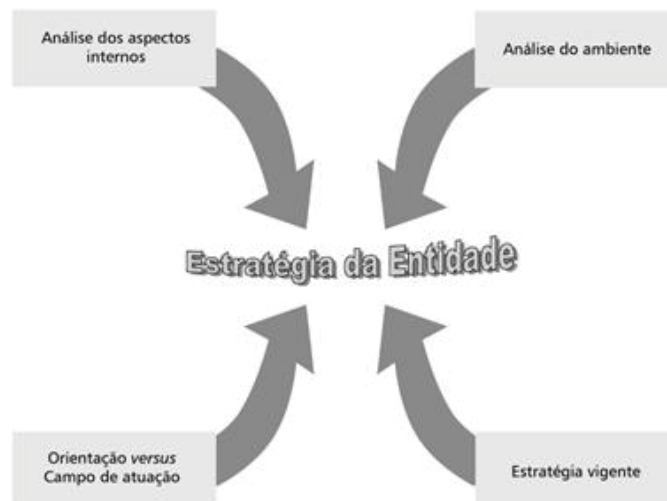 Análise dos aspectos
internos
Análise do ambiente
Estratégia da Entidade
Orientação versus
Campo de atuação
Estratégia vigente